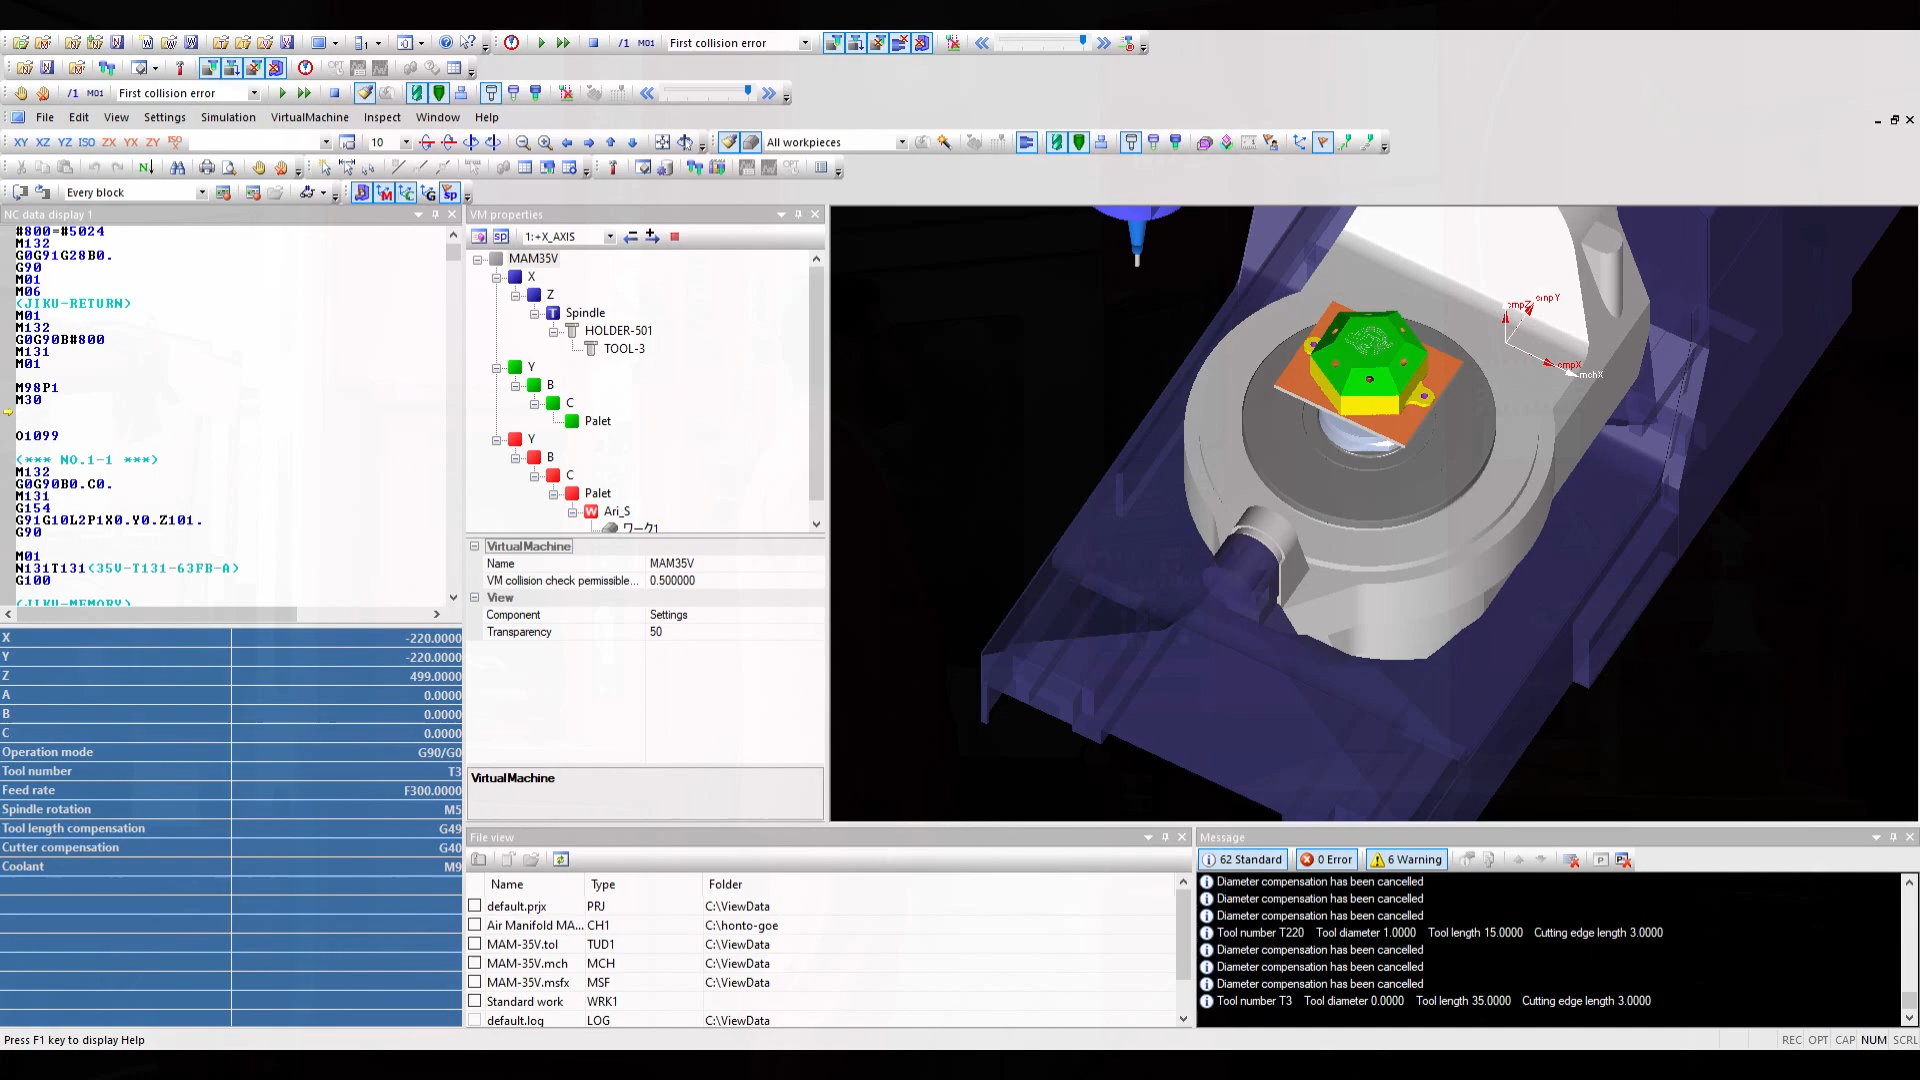 /1 M01 First collision error
/1 M01 First collision error
File Edit View Settings Simulation VirtualMachine Inspect Window Help
XY XZ YZ ISO ZX YX ZY ISO 10 All workpieces
Every block
NC data display 1
#800=#5024
M132
G0G91G28B0.
G90
M01
M06
(JIKU-RETURN)
M01
M132
G0G90B#800
M131
M01
M98P1
M30
O1099
(*** NO.1-1 ***)
M132
G0G90B0.C0.
M131
G154
G91G10L2P1X0.Y0.Z101.
G90
M01
N131T131(35V-T131-63FB-A)
G100
(JIKU-MEMORY)
X -220.0000
Y -220.0000
Z 499.0000
A 0.0000
B 0.0000
C 0.0000
Operation mode G90/G0
Tool number T3
Feed rate F300.0000
Spindle rotation M5
Tool length compensation G49
Cutter compensation G40
Coolant M9
VM properties
sp 1:+X_AXIS
MAM35V
X
Z
T Spindle
HOLDER-501
TOOL-3
Y
B
C
Palet
Y
B
C
Palet
W Ari_S
ワーク1
VirtualMachine
Name MAM35V
VM collision check permissible... 0.500000
View
Component Settings
Transparency 50
VirtualMachine
cmpZ cmpY
cmpX
mchX
File view
Name Type Folder
default.prjx PRJ C:\ViewData
Air Manifold MA... CH1 C:\honto-goe
MAM-35V.tol TUD1 C:\ViewData
MAM-35V.mch MCH C:\ViewData
MAM-35V.msfx MSF C:\ViewData
Standard work WRK1
default.log LOG C:\ViewData
Message
62 Standard 0 Error 6 Warning
Diameter compensation has been cancelled
Diameter compensation has been cancelled
Diameter compensation has been cancelled
Tool number T220 Tool diameter 1.0000 Tool length 15.0000 Cutting edge length 3.0000
Diameter compensation has been cancelled
Diameter compensation has been cancelled
Diameter compensation has been cancelled
Tool number T3 Tool diameter 0.0000 Tool length 35.0000 Cutting edge length 3.0000
Press F1 key to display Help
REC OPT CAP NUM SCRL